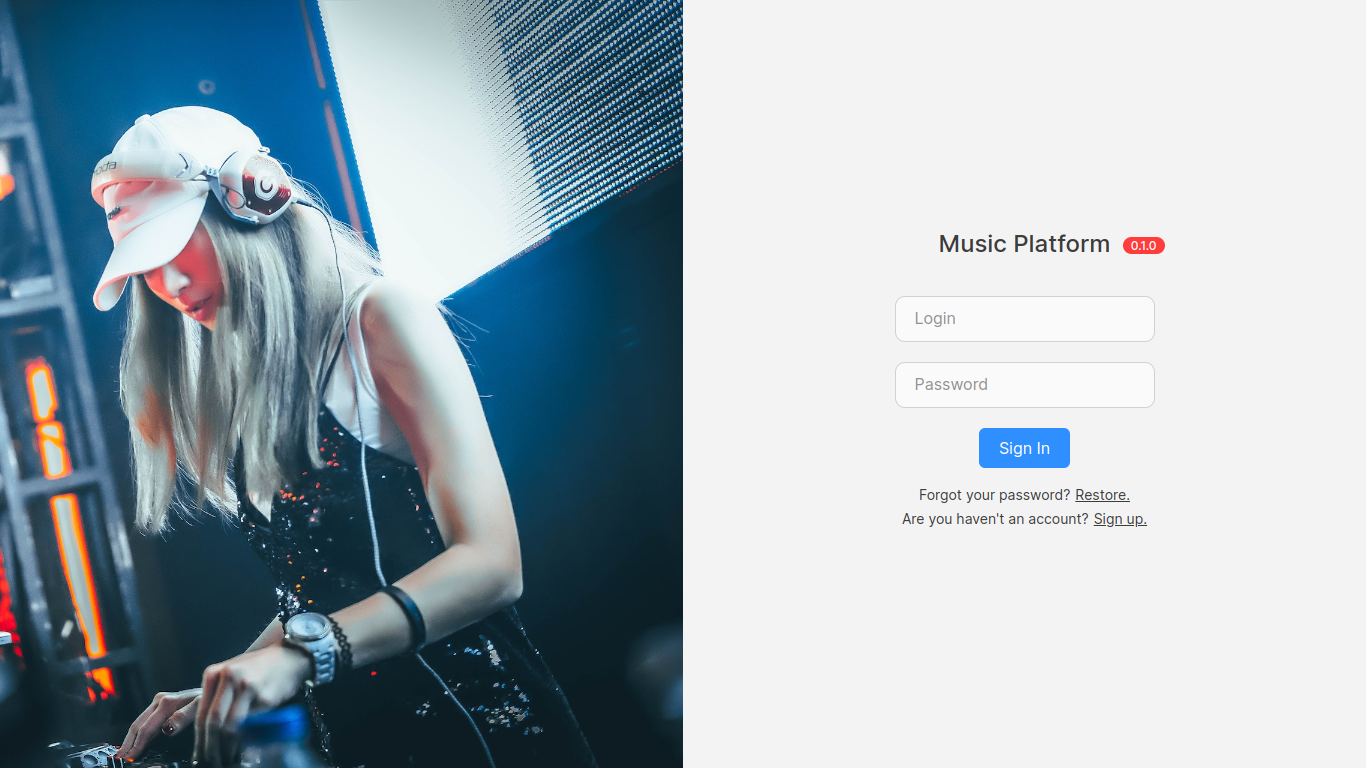 Music Platform 0.1.0
Login
Password
Sign In
Forgot your password? Restore.
Are you haven't an account? Sign up.